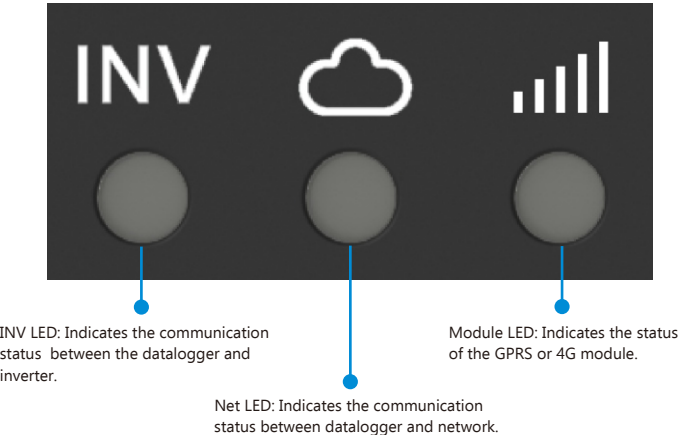 INV
INV LED: Indicates the communication
status between the datalogger and
inverter.
Net LED: Indicates the communication
status between datalogger and network.
Module LED: Indicates the status
of the GPRS or 4G module.